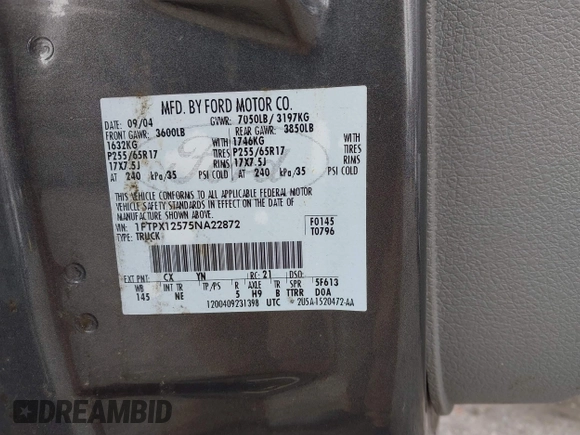 MFD. BY FORD MOTOR CO.
DATE: 09/04 GVWR: 7050LB/ 3197KG
FRONT GAWR: 3600LB REAR GAWR: 3850LB
1632KG WITH 1746KG WITH
P255/65R17 TIRES P255/65R17 TIRES
17X7.5J RIMS 17X7.5J RIMS
AT 240 kPa/35 PSI COLD AT 240 kPa/35 PSI COLD
THIS VEHICLE CONFORMS TO ALL APPLICABLE FEDERAL MOTOR
VEHICLE SAFETY STANDARDS IN EFFECT ON THE DATE OF
MANUFACTURE SHOWN ABOVE.
VIN: 1FTPX12575NA22872 F0145
TYPE: TRUCK T0796
EXT PNT: CX YN RC: 21 DSO:
WB INT TR TP/PS R AXLE TR SPR 5F613
145 NE 5 H9 B TTRR DOA
1200409231398 UTC 2U5A-1520472-AA
Ford
DREAMBID